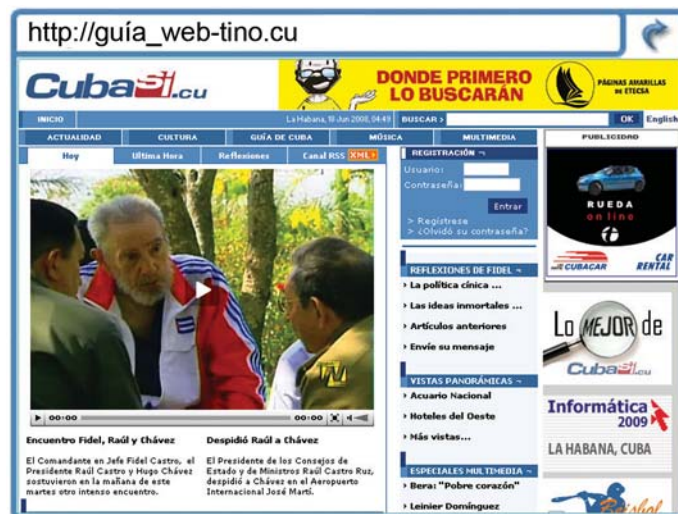 http://guía_web-tino.cu
CubaSí.cu
DONDE PRIMERO
LO BUSCARÁN
PÁGINAS AMARILLAS
DE ETECSA
INICIO
La Habana, 18 Jun 2008, 04:49
BUSCAR >
OK
English
ACTUALIDAD
CULTURA
GUÍA DE CUBA
MÚSICA
MULTIMEDIA
Hoy
Ultima Hora
Reflexiones
Canal RSS XML
00:00
00:00
Encuentro Fidel, Raúl y Chávez
El Comandante en Jefe Fidel Castro, el
Presidente Raúl Castro y Hugo Chávez
sostuvieron en la mañana de este
martes otro intenso encuentro.
Despidió Raúl a Chávez
El Presidente de los Consejos de
Estado y de Ministros Raúl Castro Ruz,
despidió a Chávez en el Aeropuerto
Internacional José Martí.
REGISTRACIÓN
Usuario:
Contraseña:
Entrar
> Regístrese
> ¿Olvidó su contraseña?
REFLEXIONES DE FIDEL
La política cínica ...
Las ideas inmortales ...
Artículos anteriores
Envíe su mensaje
VISTAS PANORÁMICAS
Acuario Nacional
Hoteles del Oeste
Más vistas...
ESPECIALES MULTIMEDIA
Bera: "Pobre corazón"
Leinier Domínguez
PUBLICIDAD
RUEDA
on line
CUBACAR
CAR
RENTAL
Lo MEJOR de
CubaSí.cu
Informática
2009
LA HABANA, CUBA
Beisbol